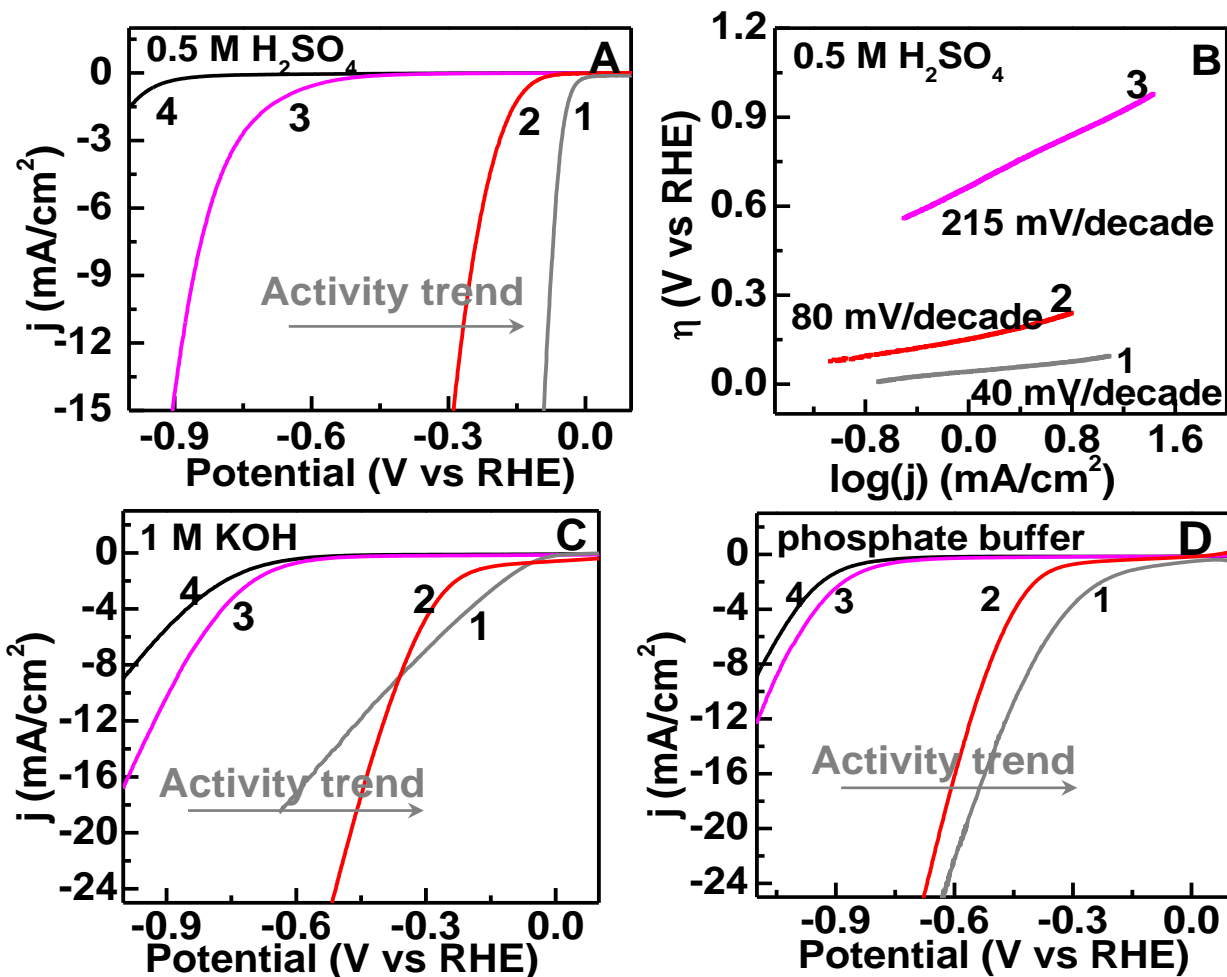 0.5 M H₂SO₄
A
0
-3
-6
-9
-12
-15
j (mA/cm²)
4
3
2
1
Activity trend
-0.9
-0.6
-0.3
0.0
Potential (V vs RHE)
0.5 M H₂SO₄
B
1.2
0.9
0.6
0.3
0.0
η (V vs RHE)
3
215 mV/decade
2
80 mV/decade
1
40 mV/decade
-0.8
0.0
0.8
1.6
log(j) (mA/cm²)
1 M KOH
C
0
-4
-8
-12
-16
-20
-24
j (mA/cm²)
4
3
2
1
Activity trend
-0.9
-0.6
-0.3
0.0
Potential (V vs RHE)
phosphate buffer
D
0
-4
-8
-12
-16
-20
-24
j (mA/cm²)
4
3
2
1
Activity trend
-0.9
-0.6
-0.3
0.0
Potential (V vs RHE)